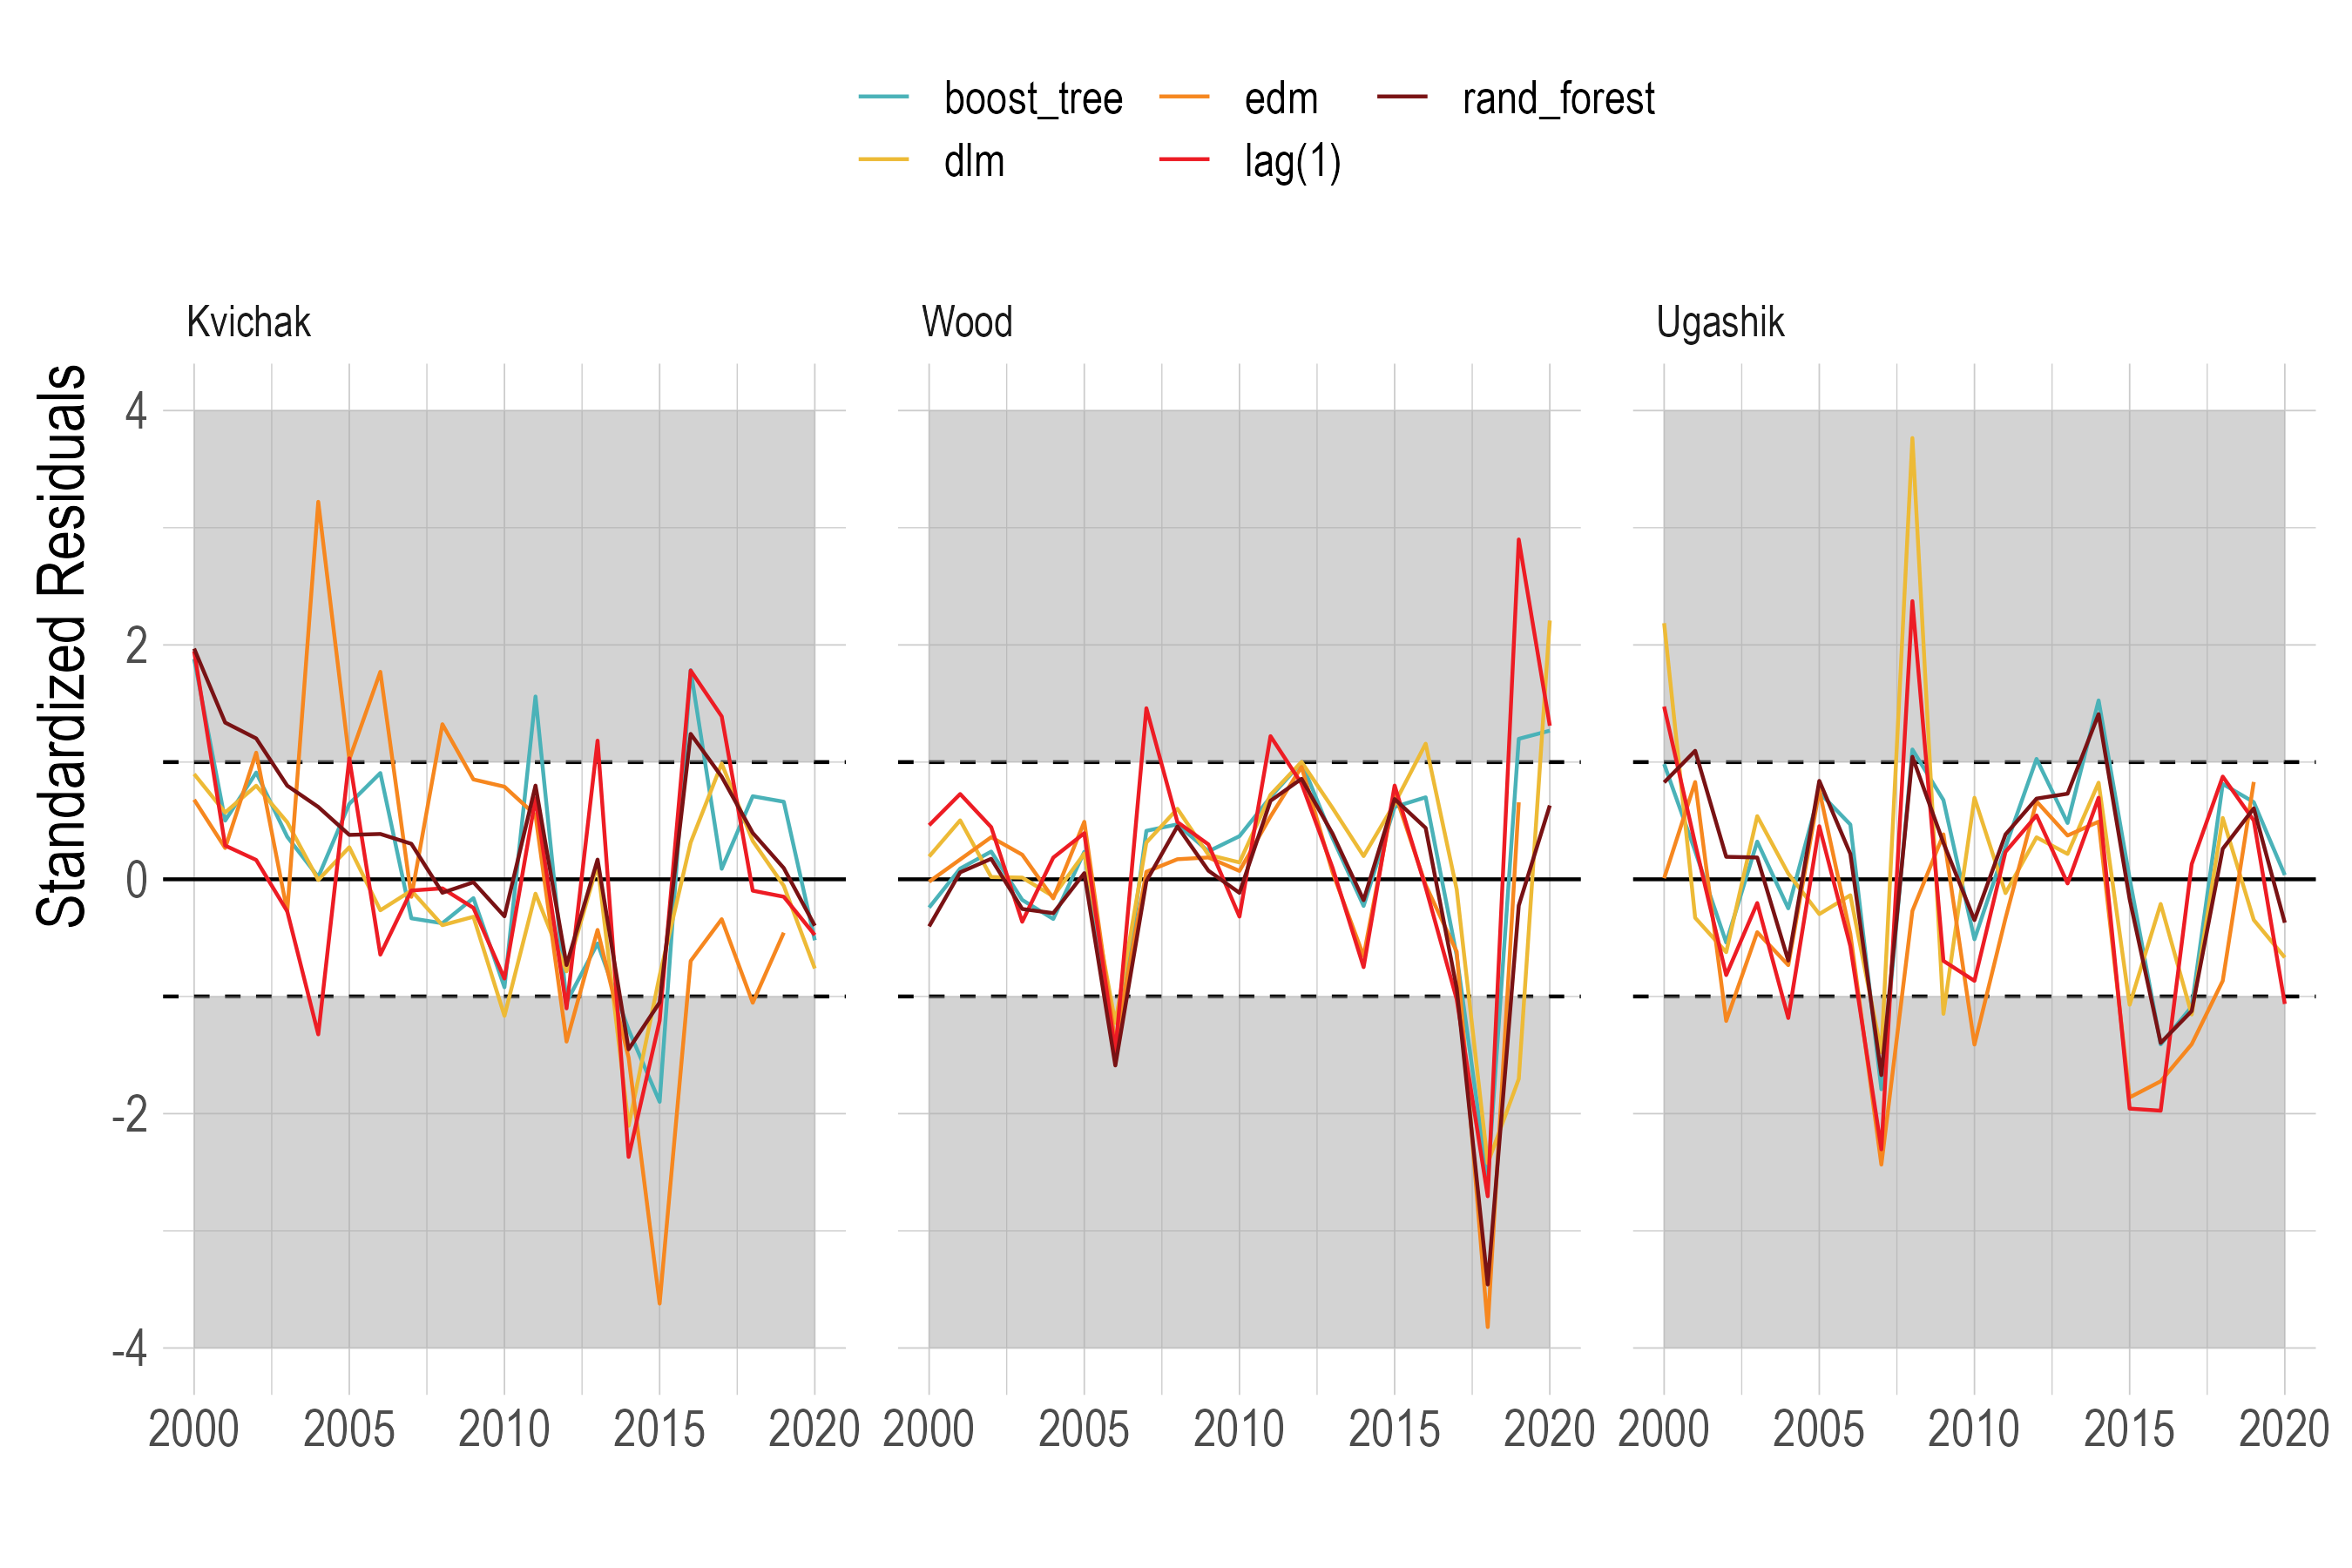 boost_tree edm rand_forest
dlm lag(1)
Kvichak Wood Ugashik
Standardized Residuals
4
2
0
-2
-4
2000 2005 2010 2015 2020 2000 2005 2010 2015 2020 2000 2005 2010 2015 2020